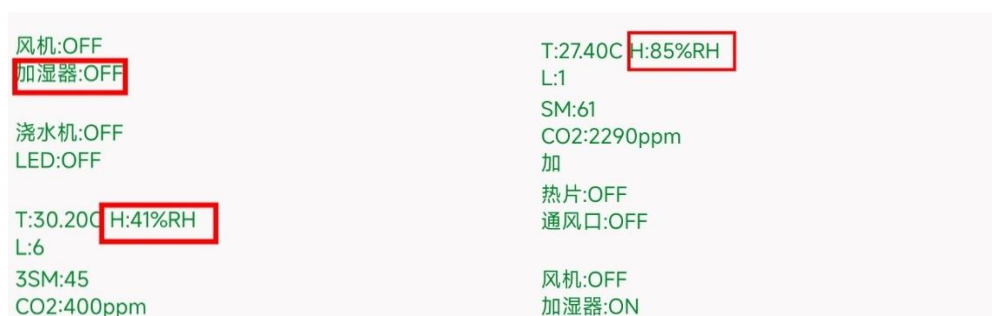 风机:OFF
加湿器:OFF
浇水机:OFF
LED:OFF
T:30.20C H:41%RH
L:6
3SM:45
CO2:400ppm
T:27.40C H:85%RH
L:1
SM:61
CO2:2290ppm
加
热片:OFF
通风口:OFF
风机:OFF
加湿器:ON